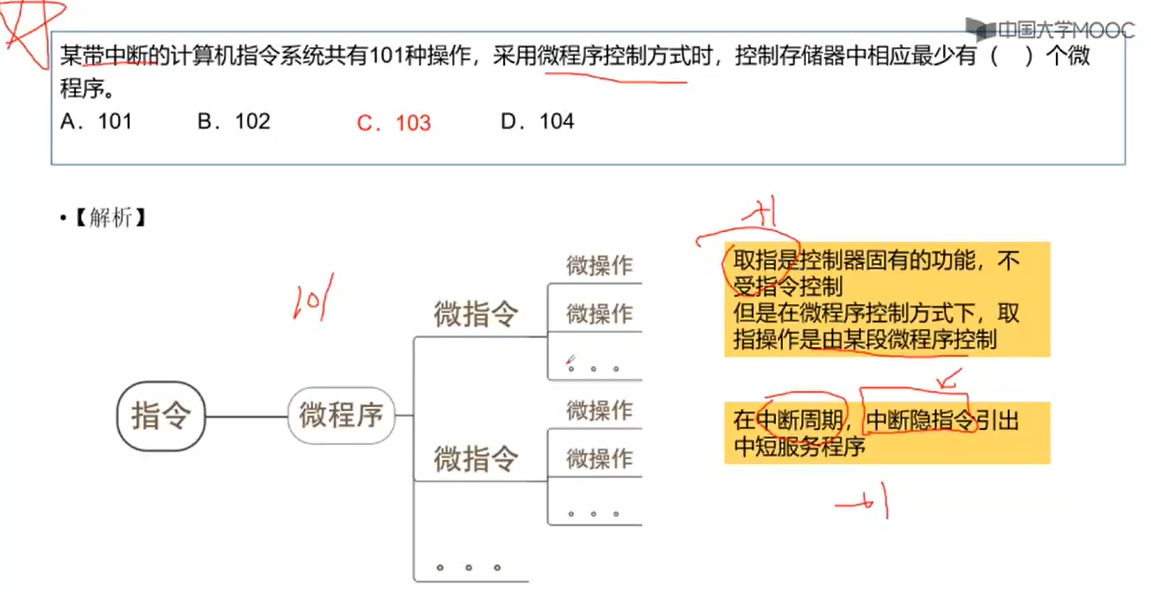 中国大学MOOC
某带中断的计算机指令系统共有101种操作，采用微程序控制方式时，控制存储器中相应最少有（　）个微
程序。
A．101 B．102 C．103 D．104
•【解析】
+1
101
取指是控制器固有的功能，不
受指令控制
但是在微程序控制方式下，取
指操作是由某段微程序控制
微操作
微指令
微操作
。。。
指令
微程序
微操作
微指令
微操作
。。。
。。。
在中断周期，中断隐指令引出
中短服务程序
+1